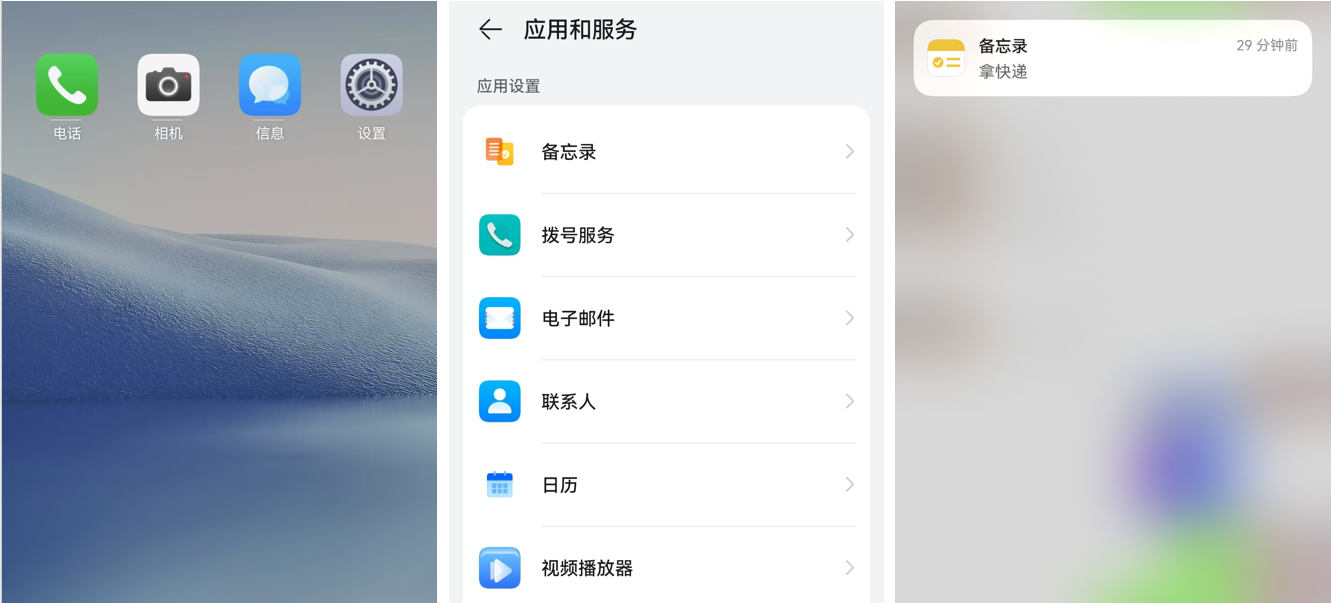 电话
相机
信息
设置
应用和服务
应用设置
备忘录
拨号服务
电子邮件
联系人
日历
视频播放器
备忘录
29 分钟前
拿快递